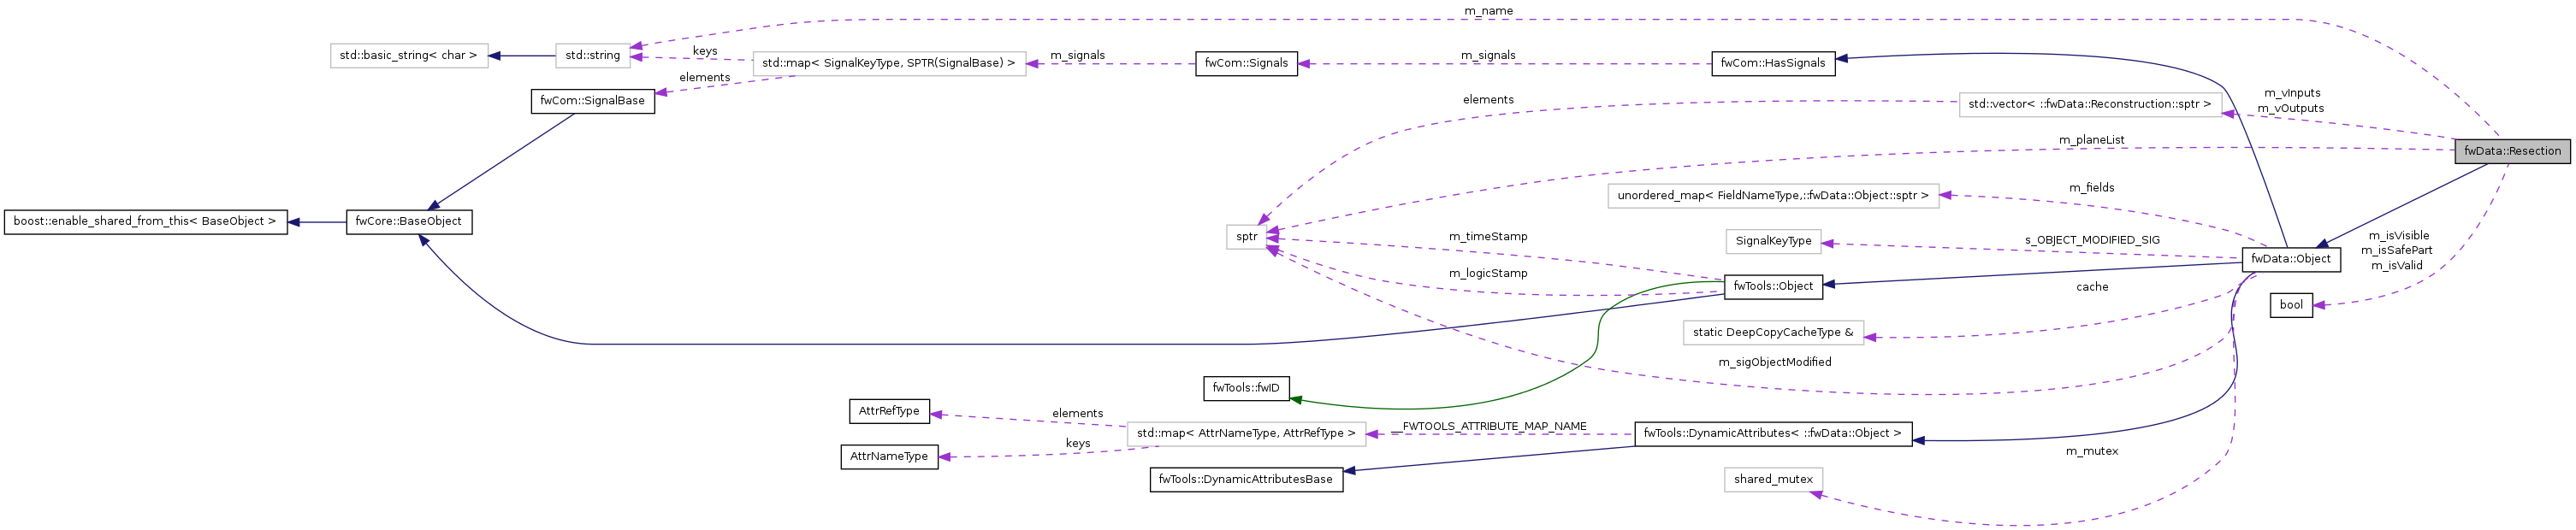 m_name
std::basic_string< char >
std::string
keys
std::map< SignalKeyType, SPTR(SignalBase) >
m_signals
fwCom::Signals
m_signals
fwCom::HasSignals
elements
fwCom::SignalBase
elements
std::vector< ::fwData::Reconstruction::sptr >
m_vInputs
m_vOutputs
m_planeList
fwData::Resection
m_fields
unordered_map< FieldNameType,::fwData::Object::sptr >
boost::enable_shared_from_this< BaseObject >
fwCore::BaseObject
sptr
m_timeStamp
SignalKeyType
s_OBJECT_MODIFIED_SIG
m_isVisible
m_isSafePart
m_isValid
fwData::Object
m_logicStamp
fwTools::Object
cache
bool
static DeepCopyCacheType &
m_sigObjectModified
fwTools::fwID
AttrRefType
elements
std::map< AttrNameType, AttrRefType >
__FWTOOLS_ATTRIBUTE_MAP_NAME
fwTools::DynamicAttributes< ::fwData::Object >
keys
AttrNameType
m_mutex
fwTools::DynamicAttributesBase
shared_mutex